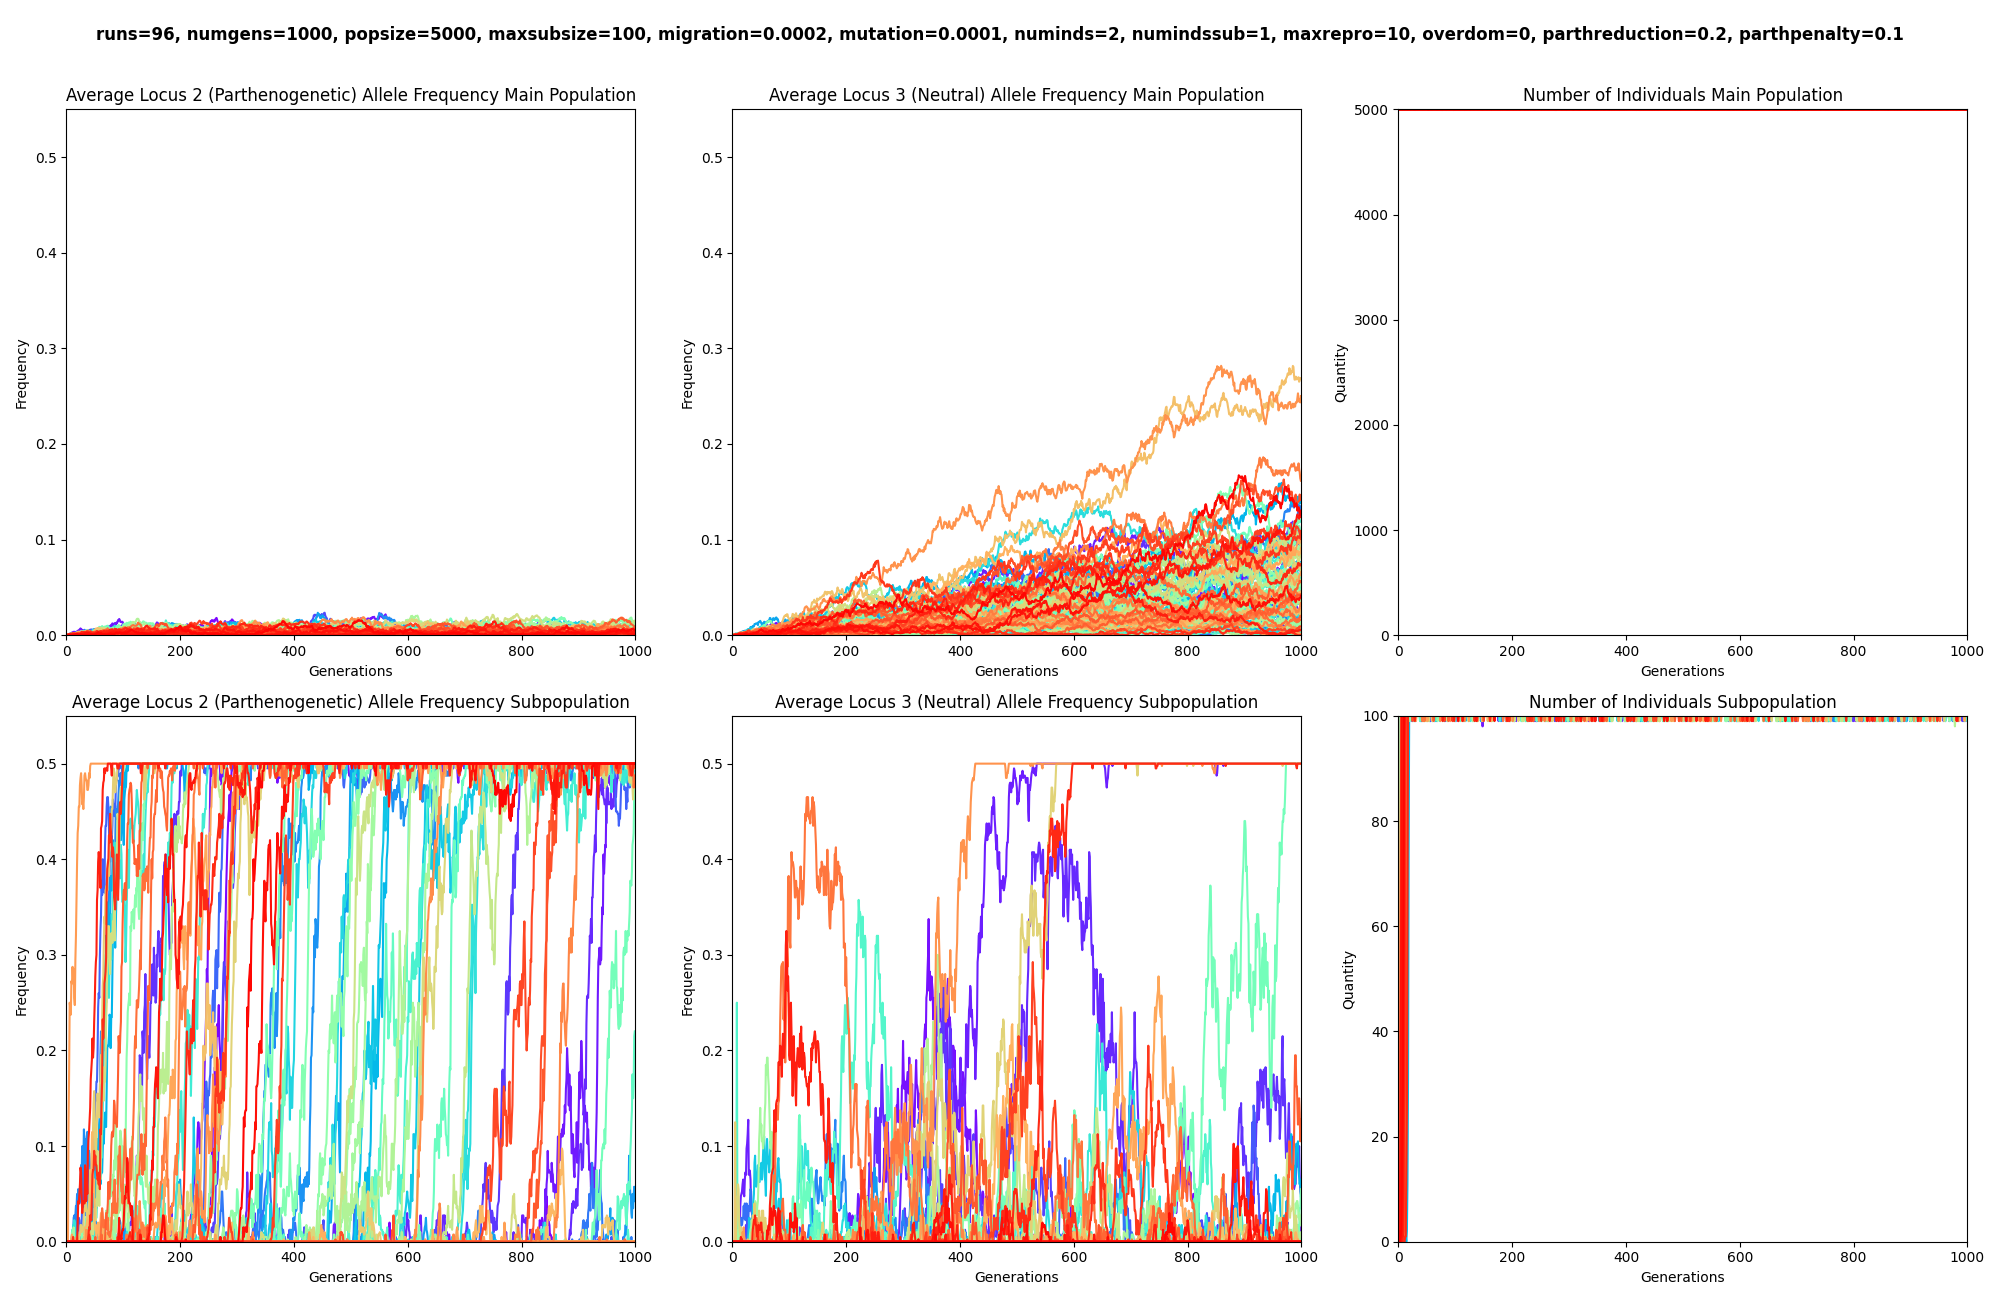 runs=96, numgens=1000, popsize=5000, maxsubsize=100, migration=0.0002, mutation=0.0001, numinds=2, numindssub=1, maxrepro=10, overdom=0, parthreduction=0.2, parthpenalty=0.1
Average Locus 2 (Parthenogenetic) Allele Frequency Main Population
0.5
0.4
0.3
0.2
0.1
0.0
Frequency
0 200 400 600 800 1000
Generations
Average Locus 3 (Neutral) Allele Frequency Main Population
0.5
0.4
0.3
0.2
0.1
0.0
Frequency
0 200 400 600 800 1000
Generations
Number of Individuals Main Population
5000
4000
3000
2000
1000
0
Quantity
0 200 400 600 800 1000
Generations
Average Locus 2 (Parthenogenetic) Allele Frequency Subpopulation
0.5
0.4
0.3
0.2
0.1
0.0
Frequency
0 200 400 600 800 1000
Generations
Average Locus 3 (Neutral) Allele Frequency Subpopulation
0.5
0.4
0.3
0.2
0.1
0.0
Frequency
0 200 400 600 800 1000
Generations
Number of Individuals Subpopulation
100
80
60
40
20
0
Quantity
0 200 400 600 800 1000
Generations